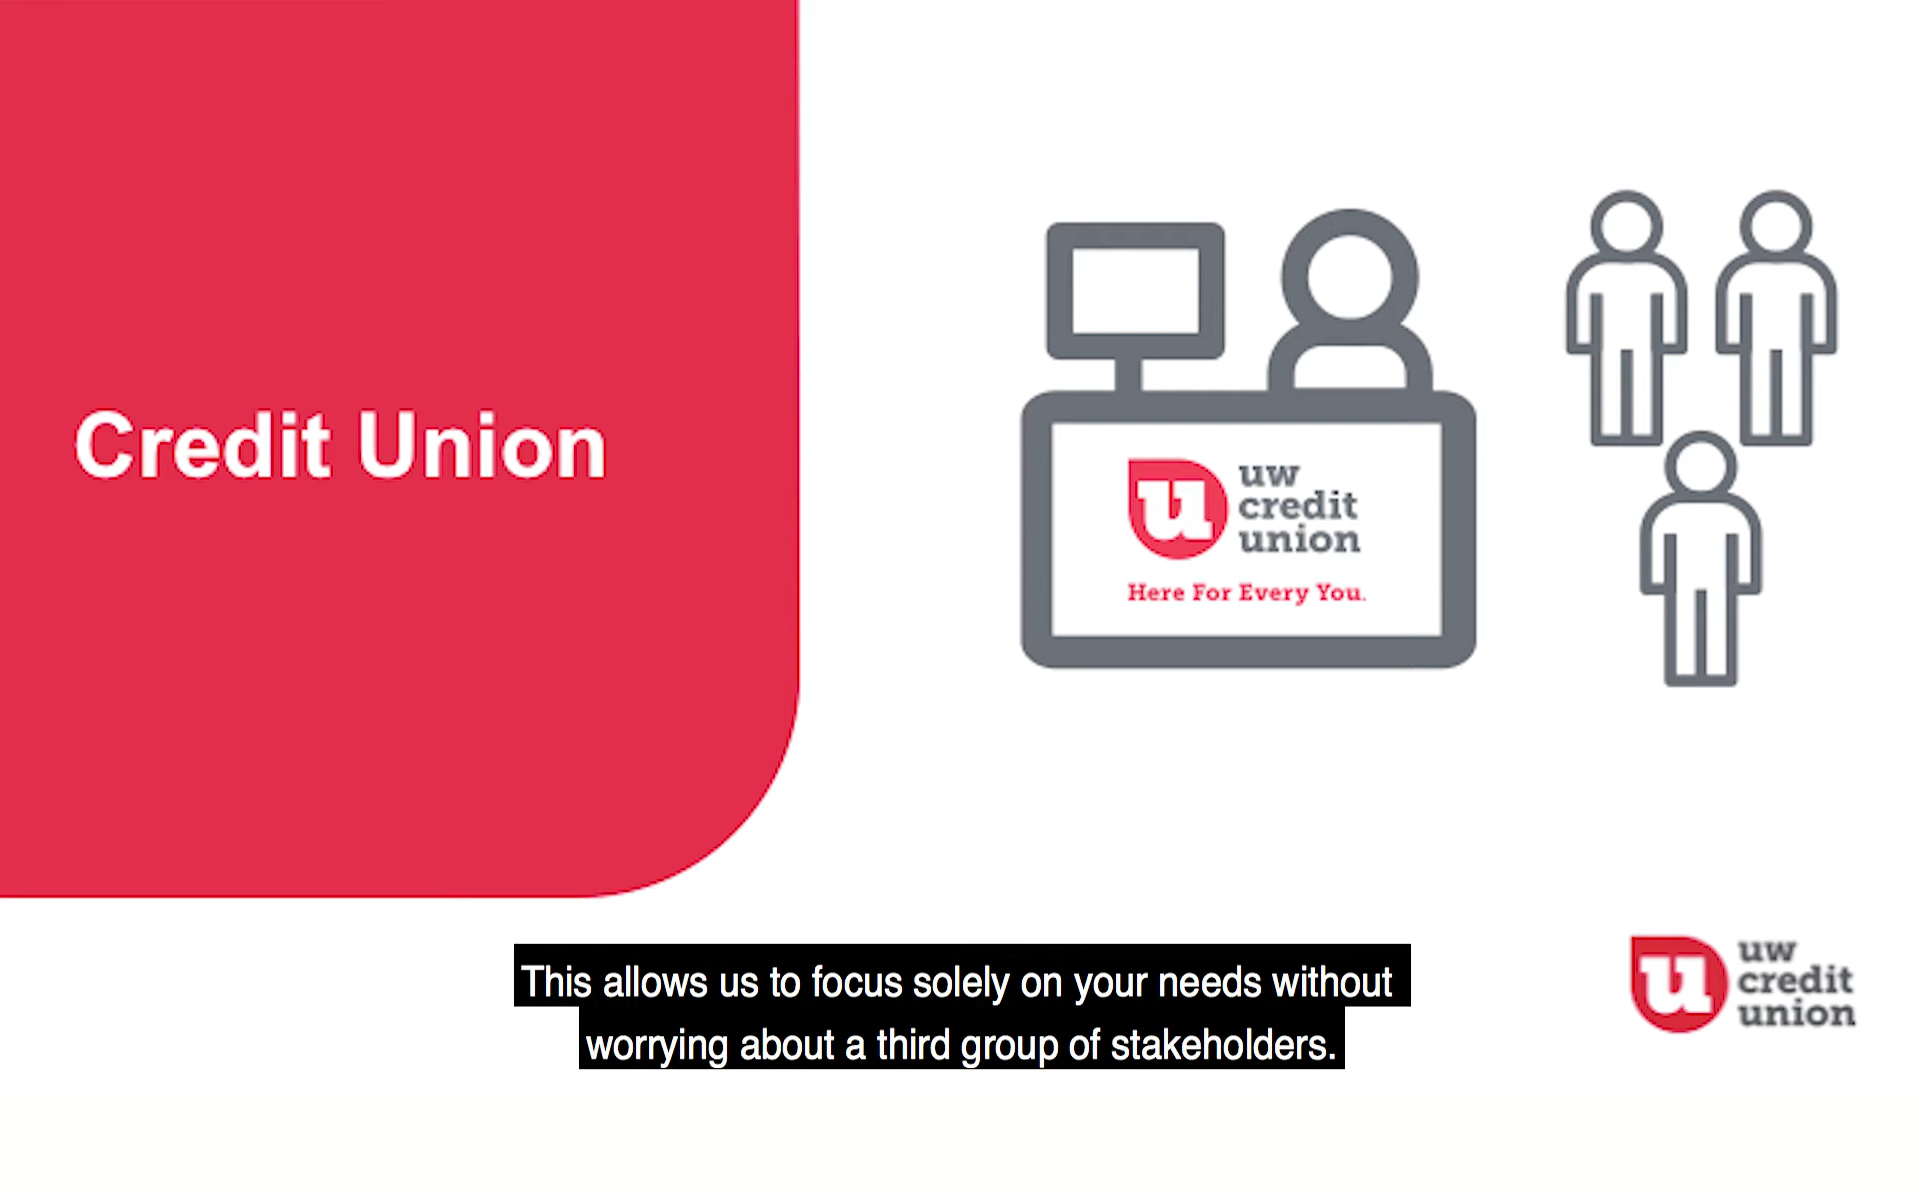 Credit Union
uw
credit
union
Here For Every You.
This allows us to focus solely on your needs without
worrying about a third group of stakeholders.
uw
credit
union